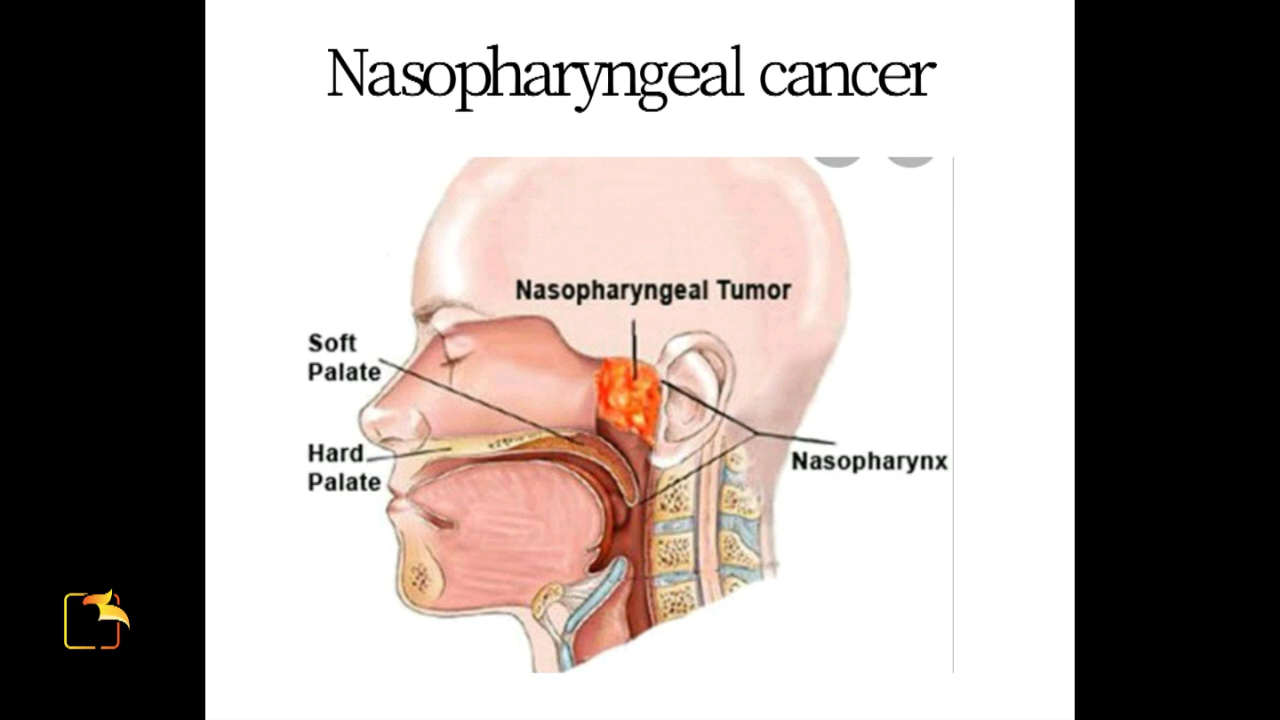 Nasopharyngeal cancer
Nasopharyngeal Tumor
Soft
Palate
Hard
Palate
Nasopharynx